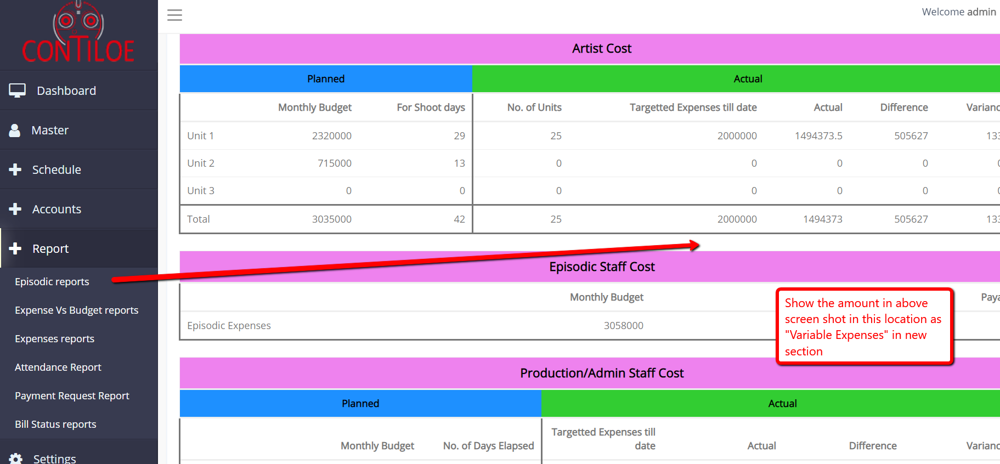 Welcome admin
CONTILOE
Dashboard
Master
Schedule
Accounts
Report
Episodic reports
Expense Vs Budget reports
Expenses reports
Attendance Report
Payment Request Report
Bill Status reports
Settings
Artist Cost
Planned Actual
Monthly Budget For Shoot days No. of Units Targetted Expenses till date Actual Difference Varianc
Unit 1 2320000 29 25 2000000 1494373.5 505627 133
Unit 2 715000 13 0 0 0 0 0
Unit 3 0 0 0 0 0 0 0
Total 3035000 42 25 2000000 1494373 505627 133
Episodic Staff Cost
Monthly Budget Paya
Episodic Expenses 3058000
Show the amount in above
screen shot in this location as
"Variable Expenses" in new
section
Production/Admin Staff Cost
Planned Actual
Monthly Budget No. of Days Elapsed Targetted Expenses till
date Actual Difference Varianc